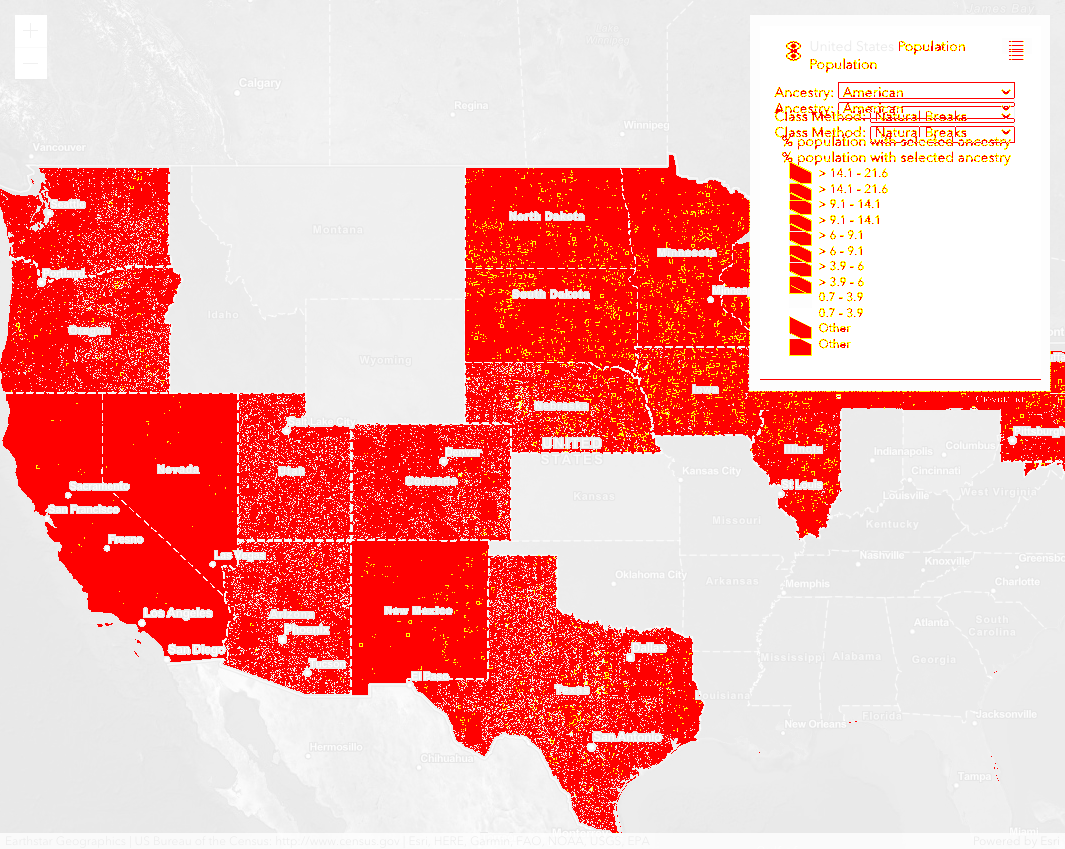 United States Population
Population
Ancestry: American
Ancestry: American
Class Method: Natural Breaks
Class Method: Natural Breaks
% population with selected ancestry
% population with selected ancestry
> 14.1 - 21.6
> 14.1 - 21.6
> 9.1 - 14.1
> 9.1 - 14.1
> 6 - 9.1
> 6 - 9.1
> 3.9 - 6
> 3.9 - 6
0.7 - 3.9
0.7 - 3.9
Other
Other
Calgary
Regina
Winnipeg
Vancouver
Seattle
North Dakota
Montana
Minnesota
Portland
South Dakota
Idaho
Oregon
Wyoming
Iowa
Nebraska
UNITED
STATES
Illinois
Columbus
Indianapolis
Denver
Nevada
Utah
Colorado
Kansas City
Cincinnati
Sacramento
St Louis
West Virginia
San Francisco
Kansas
Louisville
Missouri
Kentucky
Fresno
Las Vegas
Nashville
Knoxville
Greensbo
Oklahoma City
Arkansas
Memphis
Charlotte
Los Angeles
Arizona
New Mexico
Phoenix
Atlanta
South
Carolina
San Diego
Dallas
Mississippi
Alabama
Georgia
Tucson
El Paso
Texas
Louisiana
Florida
Jacksonville
New Orleans
San Antonio
Hermosillo
Chihuahua
Tampa
Miami
Earthstar Geographics | US Bureau of the Census: http://www.census.gov | Esri, HERE, Garmin, FAO, NOAA, USGS, EPA
Powered by Esri